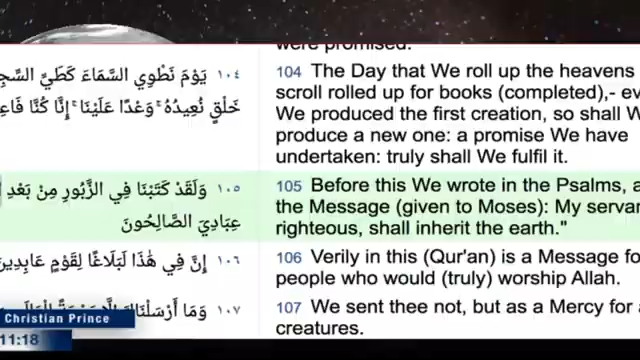 were promised.
١٠٤ يَوْمَ نَطْوِي السَّمَاءَ كَطَيِّ
خَلْقٍ نُعِيدُهُ ۚ وَعْدًا عَلَيْنَا ۚ إِنَّا كُنَّا
104 The Day that We roll up the heavens
scroll rolled up for books (completed),-
We produced the first creation, so shall
produce a new one: a promise We have
undertaken: truly shall We fulfil it.
١٠٥ وَلَقَدْ كَتَبْنَا فِي الزَّبُورِ مِنْ بَعْدِ
عِبَادِيَ الصَّالِحُونَ
105 Before this We wrote in the Psalms,
the Message (given to Moses): My
righteous, shall inherit the earth."
١٠٦ إِنَّ فِي هَٰذَا لَبَلَاغًا لِقَوْمٍ عَابِدِينَ
106 Verily in this (Qur'an) is a Message
people who would (truly) worship Allah.
١٠٧ وَمَا
107 We sent thee not, but as a Mercy for
creatures.
Christian Prince
11:18